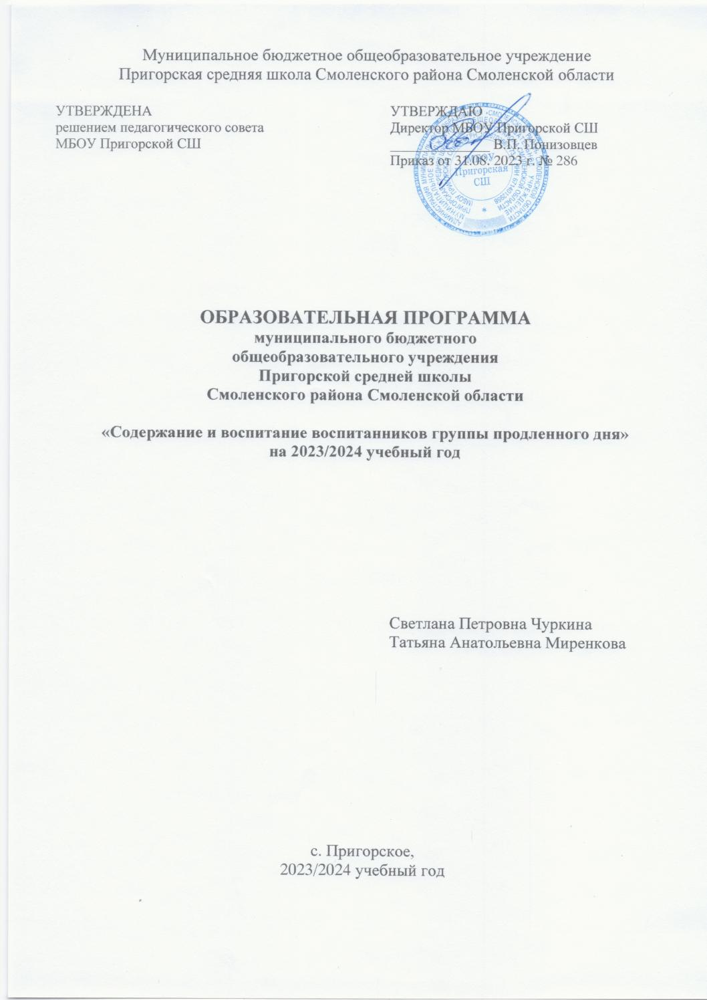 Муниципальное бюджетное общеобразовательное учреждение
Пригорская средняя школа Смоленского района Смоленской области
УТВЕРЖДЕНА
решением педагогического совета
МБОУ Пригорской СШ
УТВЕРЖДАЮ
Директор МБОУ Пригорской СШ
______________ В.П. Понизовцев
Приказ от 31.08. 2023 г. № 286
МБОУ
Пригорская
СШ
ОБРАЗОВАТЕЛЬНАЯ ПРОГРАММА
муниципального бюджетного
общеобразовательного учреждения
Пригорской средней школы
Смоленского района Смоленской области
«Содержание и воспитание воспитанников группы продленного дня»
на 2023/2024 учебный год
Светлана Петровна Чуркина
Татьяна Анатольевна Миренкова
с. Пригорское,
2023/2024 учебный год